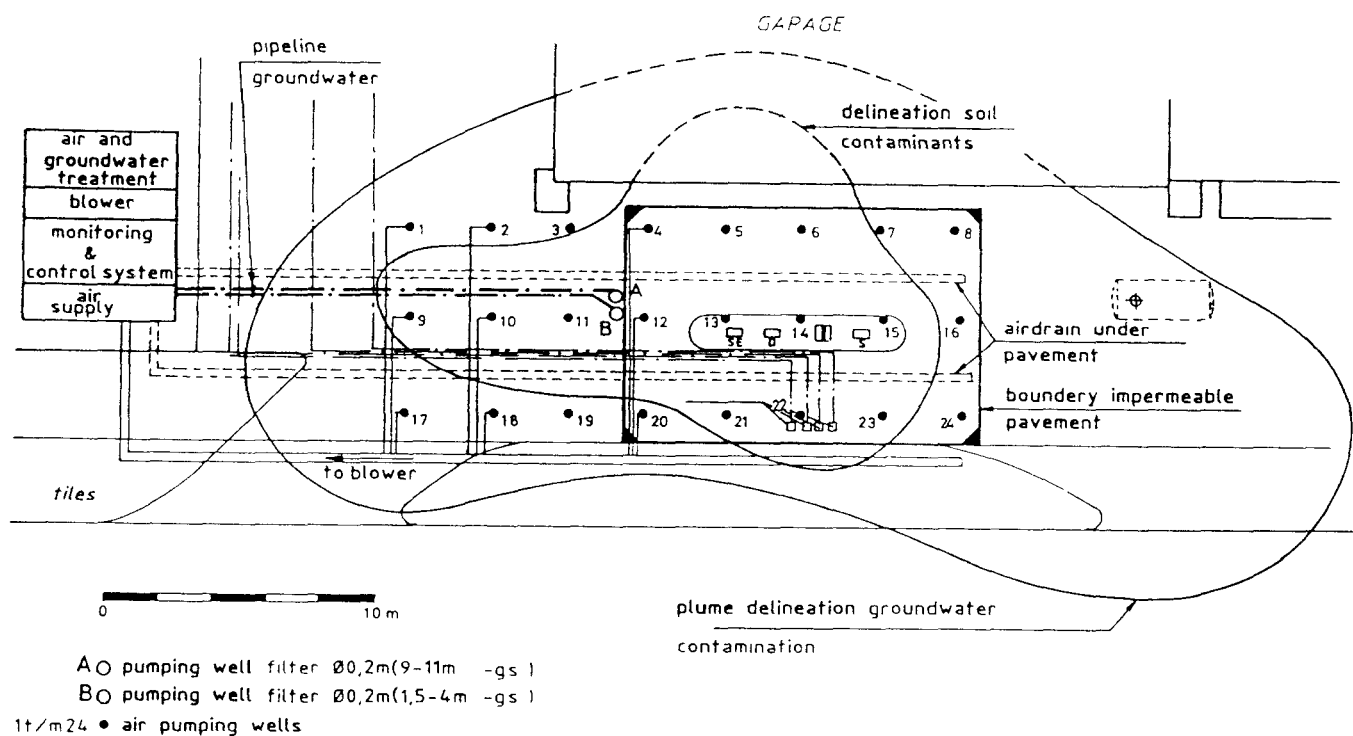 GARAGE
pipeline
groundwater
delineation soil
contaminants
air and
groundwater
treatment
blower
monitoring
&
control system
air
supply
1
2
3
4
5
6
7
8
A
B
9
10
11
12
13
14
15
16
SE
D
S
airdrain under
pavement
boundery impermeable
pavement
17
18
19
20
21
22
23
24
to blower
tiles
0
10 m
plume delineation groundwater
contamination
A pumping well filter Ø0,2m(9-11m -gs)
B pumping well filter Ø0,2m(1,5-4m -gs)
1t/m24 • air pumping wells